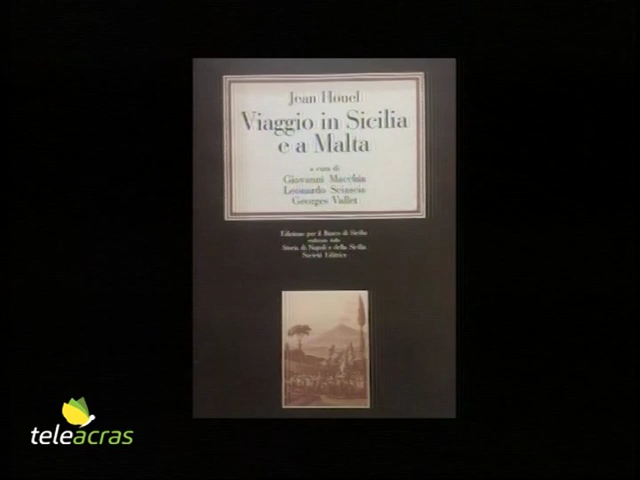 Jean Houel
Viaggio in Sicilia
e a Malta
a cura di
Giovanni Macchia
Leonardo Sciascia
Georges Vallet
Edizione per il Banco di Sicilia
realizzata dalla
Storia di Napoli e della Sicilia
Società Editrice
teleacras